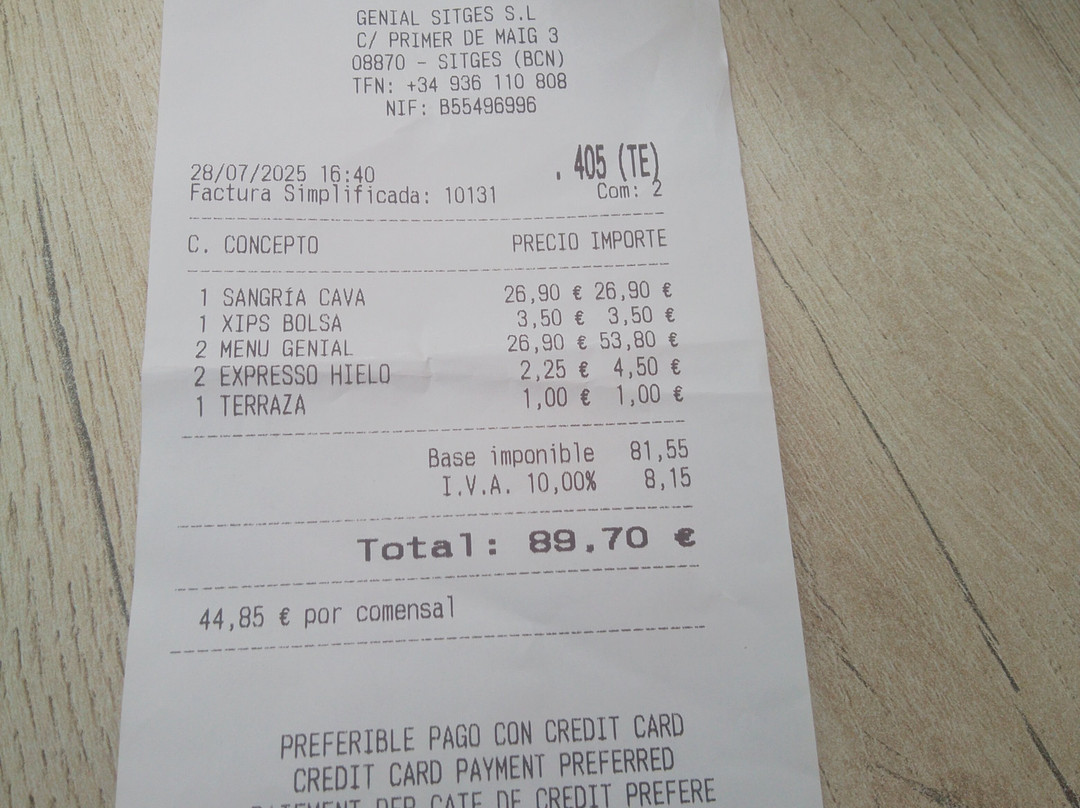 GENIAL SITGES S.L
C/ PRIMER DE MAIG 3
08870 - SITGES (BCN)
TFN: +34 936 110 808
NIF: B55496996
. 405 (TE)
28/07/2025 16:40
Factura Simplificada: 10131 Com: 2
C. CONCEPTO PRECIO IMPORTE
1 SANGRÍA CAVA 26,90 € 26,90 €
1 XIPS BOLSA 3,50 € 3,50 €
2 MENU GENIAL 26,90 € 53,80 €
2 EXPRESSO HIELO 2,25 € 4,50 €
1 TERRAZA 1,00 € 1,00 €
Base imponible 81,55
I.V.A. 10,00% 8,15
Total: 89,70 €
44,85 € por comensal
PREFERIBLE PAGO CON CREDIT CARD
CREDIT CARD PAYMENT PREFERRED
DE CREDIT PREFERE